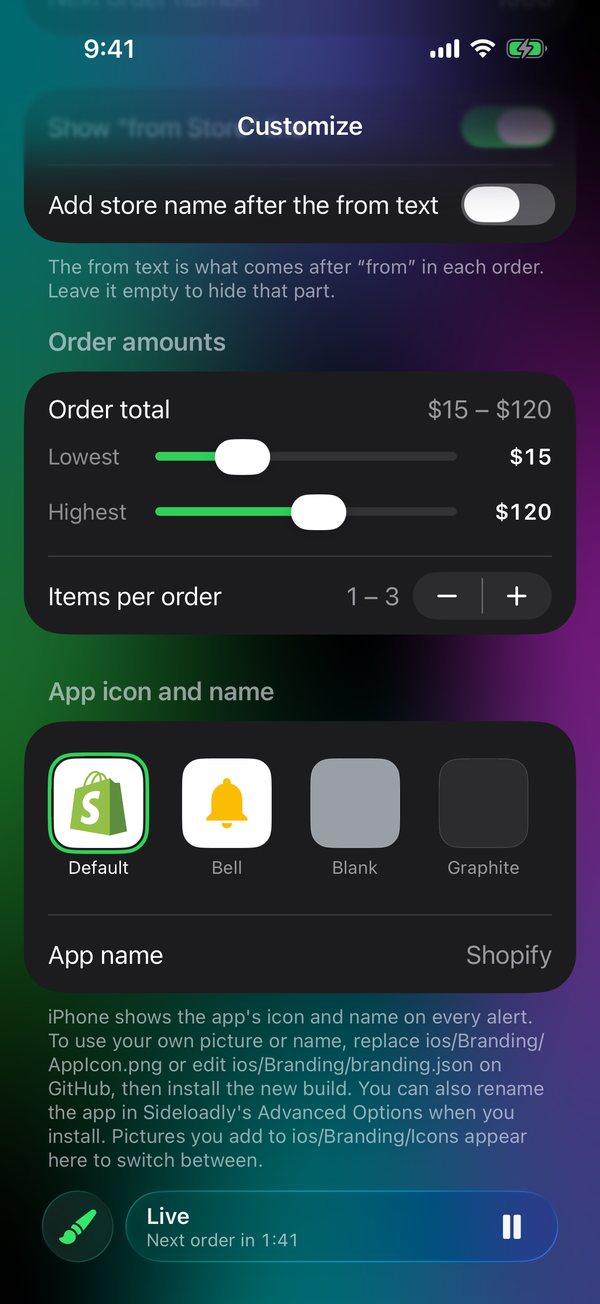 Next order number
9:41
Customize
Show “from Store
Add store name after the from text
The from text is what comes after “from” in each order.
Leave it empty to hide that part.
Order amounts
Order total $15 – $120
Lowest $15
Highest $120
Items per order 1 – 3 − +
App icon and name
S
Default Bell Blank Graphite
App name Shopify
iPhone shows the app's icon and name on every alert.
To use your own picture or name, replace ios/Branding/
AppIcon.png or edit ios/Branding/branding.json on
GitHub, then install the new build. You can also rename
the app in Sideloadly's Advanced Options when you
install. Pictures you add to ios/Branding/Icons appear
here to switch between.
Live
Next order in 1:41